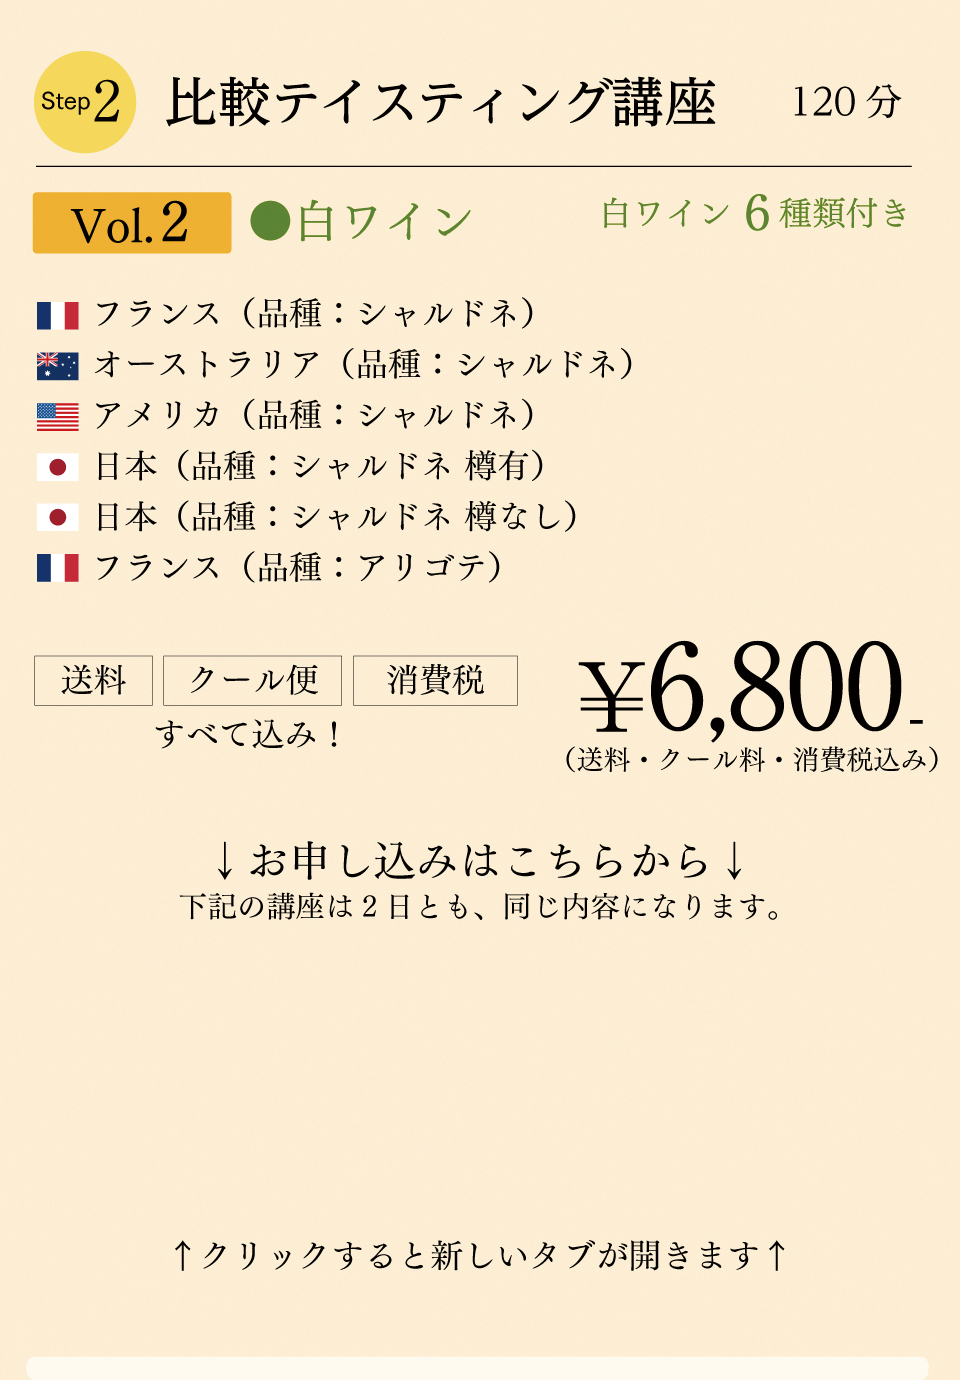 Step 2 比較テイスティング講座 120 分
Vol.2 ●白ワイン 白ワイン 6 種類付き
フランス（品種：シャルドネ）
オーストラリア（品種：シャルドネ）
アメリカ（品種：シャルドネ）
日本（品種：シャルドネ 樽有）
日本（品種：シャルドネ 樽なし）
フランス（品種：アリゴテ）
送料 クール便 消費税
すべて込み！
¥6,800-
（送料・クール料・消費税込み）
↓お申し込みはこちらから↓
下記の講座は 2 日とも、同じ内容になります。
↑クリックすると新しいタブが開きます↑